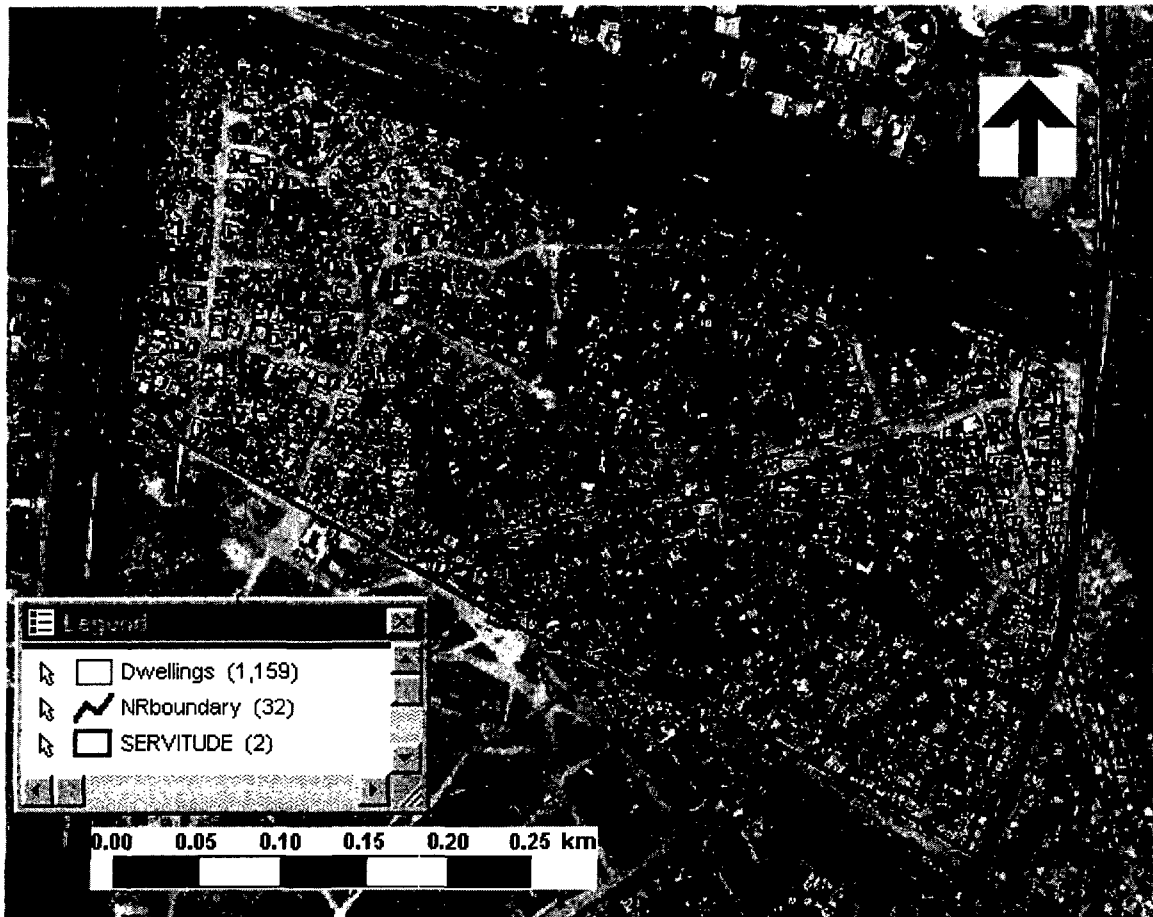 Legend
Dwellings (1,159)
NRboundary (32)
SERVITUDE (2)
0.00 0.05 0.10 0.15 0.20 0.25 km